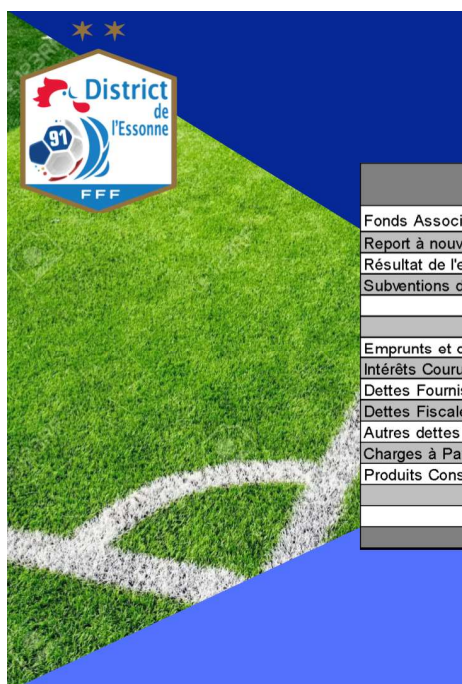 District
de
l'Essonne
91
FFF
Fonds Associ
Report à nouv
Résultat de l'e
Subventions d
Emprunts et d
Intérêts Couru
Dettes Fournis
Dettes Fiscale
Autres dettes
Charges à Pa
Produits Cons